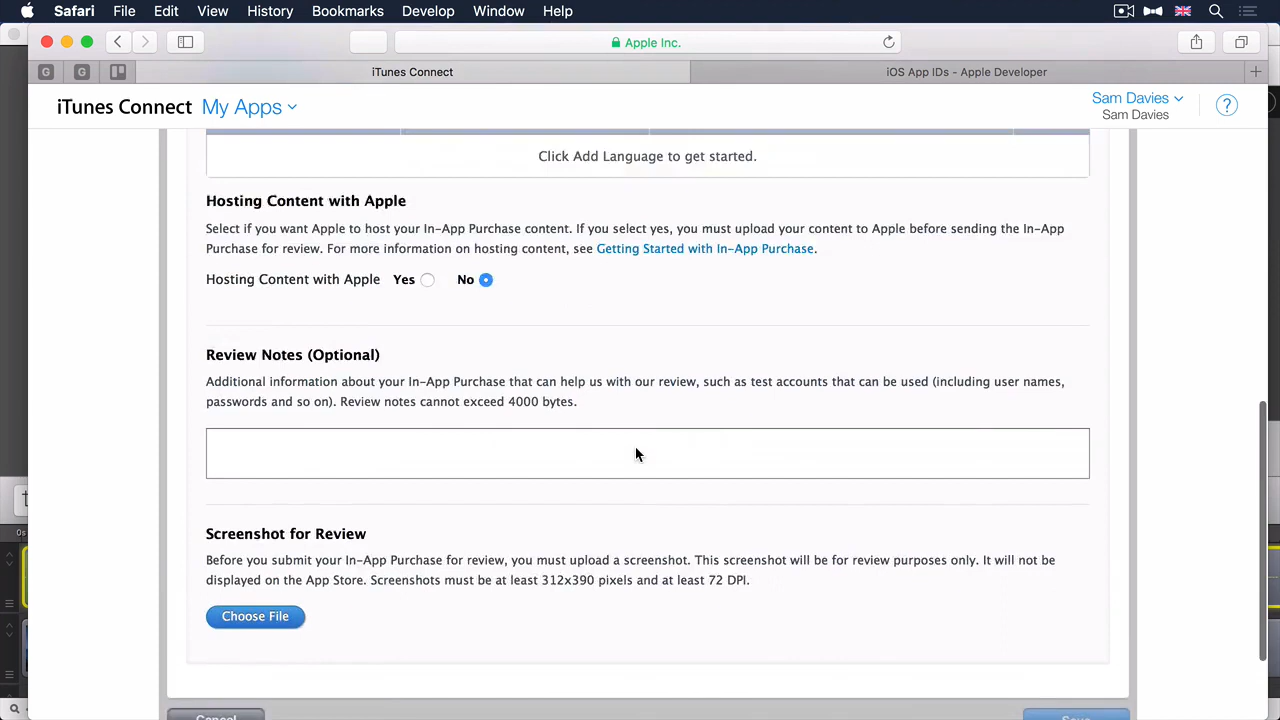 Safari File Edit View History Bookmarks Develop Window Help
Apple Inc.
G G iTunes Connect iOS App IDs - Apple Developer
iTunes Connect My Apps Sam Davies ?
Sam Davies
Click Add Language to get started.
Hosting Content with Apple
Select if you want Apple to host your In-App Purchase content. If you select yes, you must upload your content to Apple before sending the In-App
Purchase for review. For more information on hosting content, see Getting Started with In-App Purchase.
Hosting Content with Apple Yes No
Review Notes (Optional)
Additional information about your In-App Purchase that can help us with our review, such as test accounts that can be used (including user names,
passwords and so on). Review notes cannot exceed 4000 bytes.
0s
Screenshot for Review
Before you submit your In-App Purchase for review, you must upload a screenshot. This screenshot will be for review purposes only. It will not be
displayed on the App Store. Screenshots must be at least 312x390 pixels and at least 72 DPI.
Choose File
Cancel Save